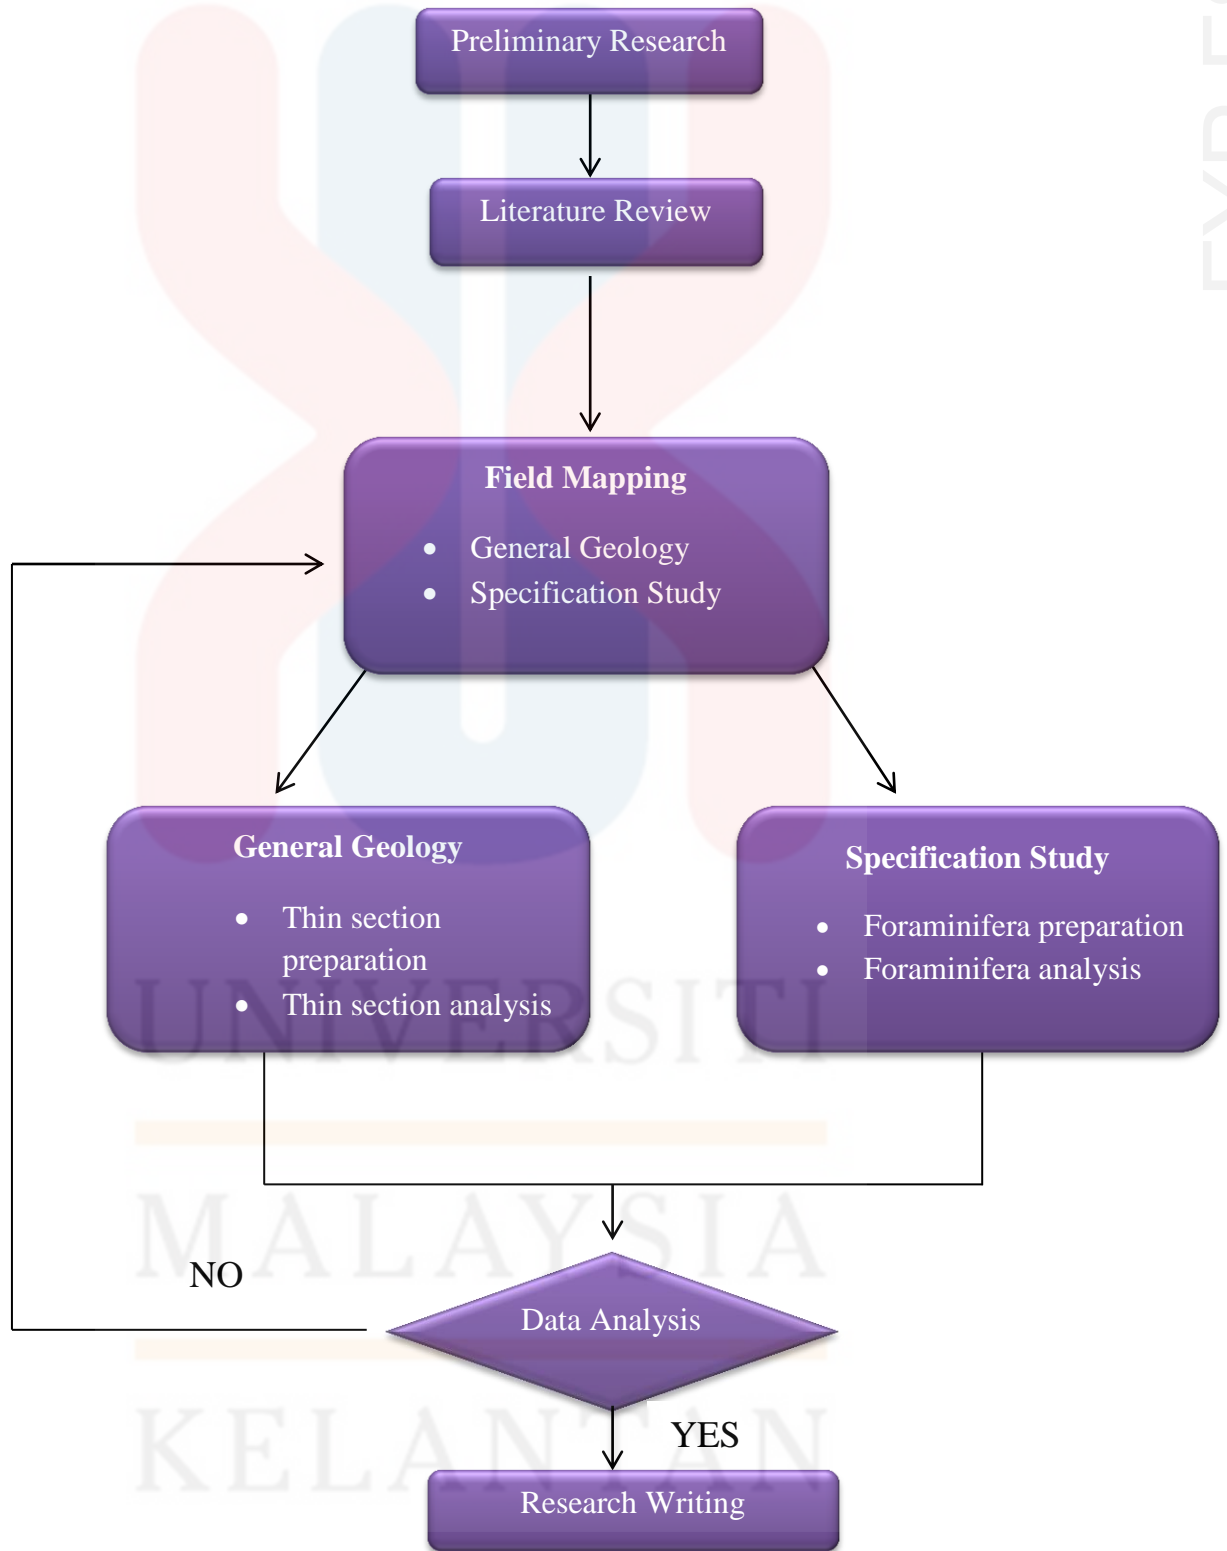 Preliminary Research
Literature Review
Field Mapping
• General Geology
• Specification Study
General Geology
• Thin section
preparation
• Thin section analysis
Specification Study
• Foraminifera preparation
• Foraminifera analysis
UNIVERSITI
MALAYSIA
NO
Data Analysis
KELANTAN
YES
Research Writing